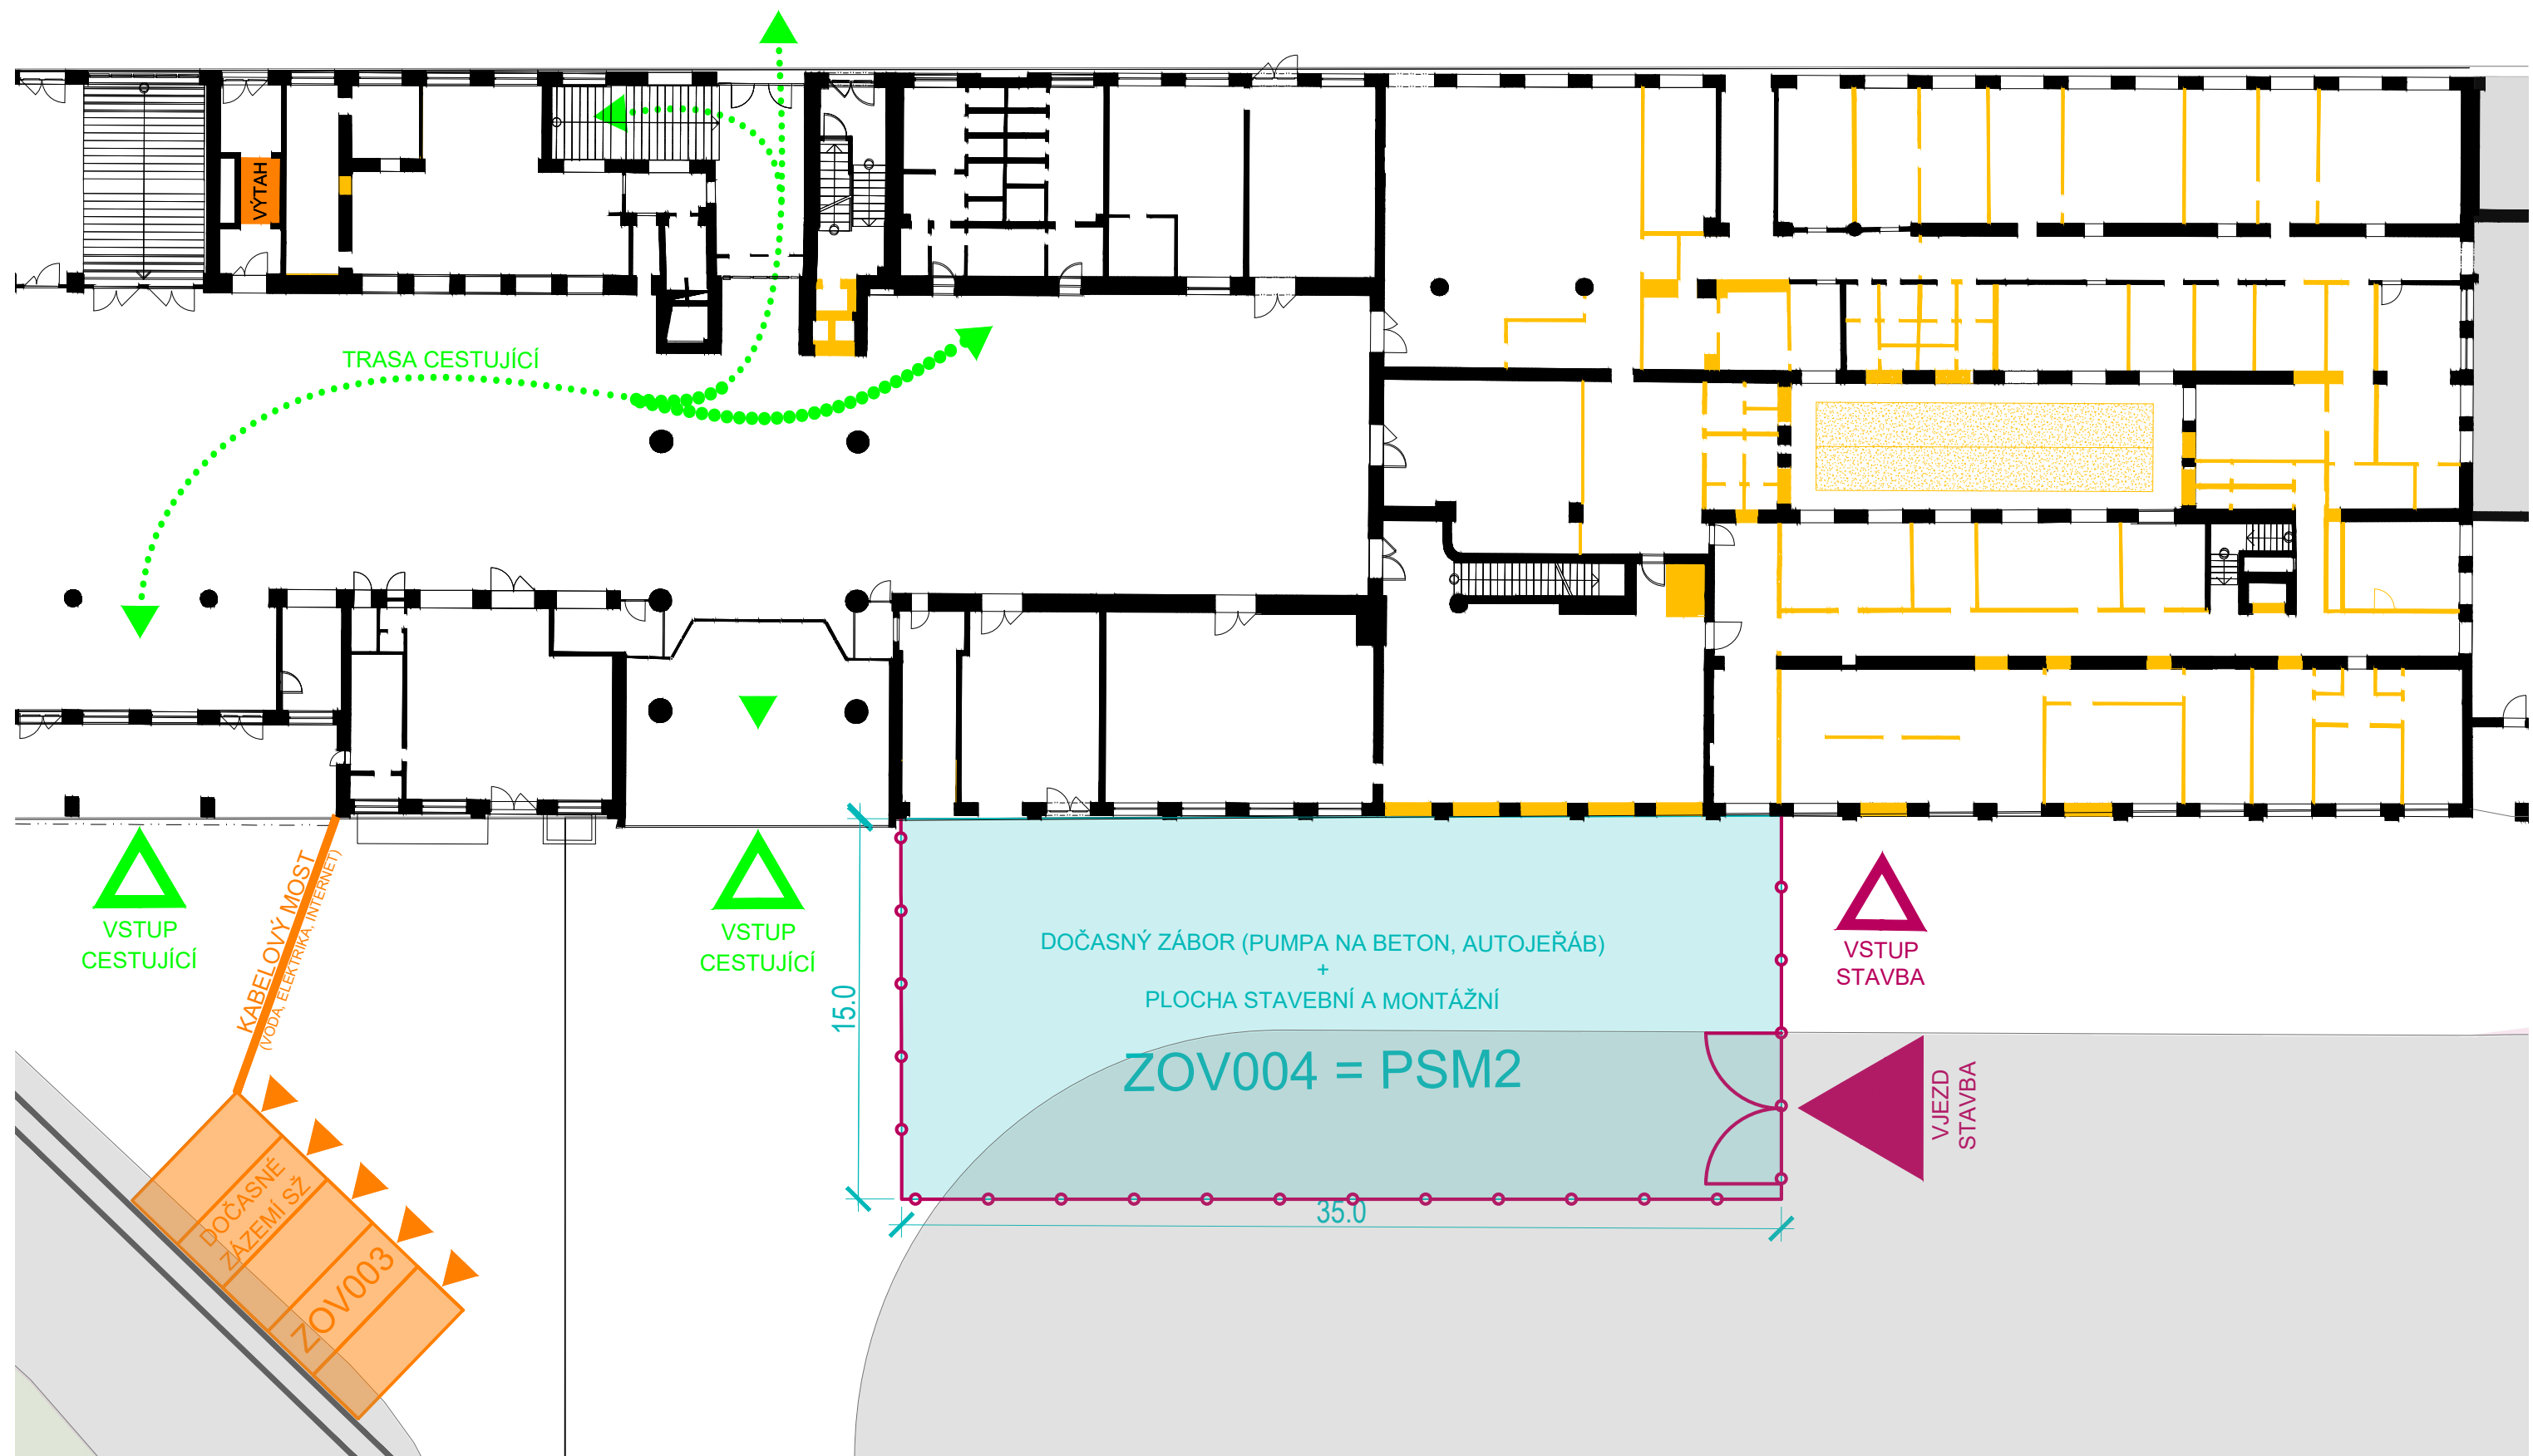 VÝTAH
TRASA CESTUJÍCÍ
VSTUP
CESTUJÍCÍ
KABELOVÝ MOST
(VODA, ELEKTRIKA, INTERNET)
VSTUP
CESTUJÍCÍ
15.0
DOČASNÝ ZÁBOR (PUMPA NA BETON, AUTOJEŘÁB)
+
PLOCHA STAVEBNÍ A MONTÁŽNÍ
ZOV004 = PSM2
35.0
VSTUP
STAVBA
VJEZD
STAVBA
DOČASNÉ
ZÁZEMÍ SŽ
ZOV003